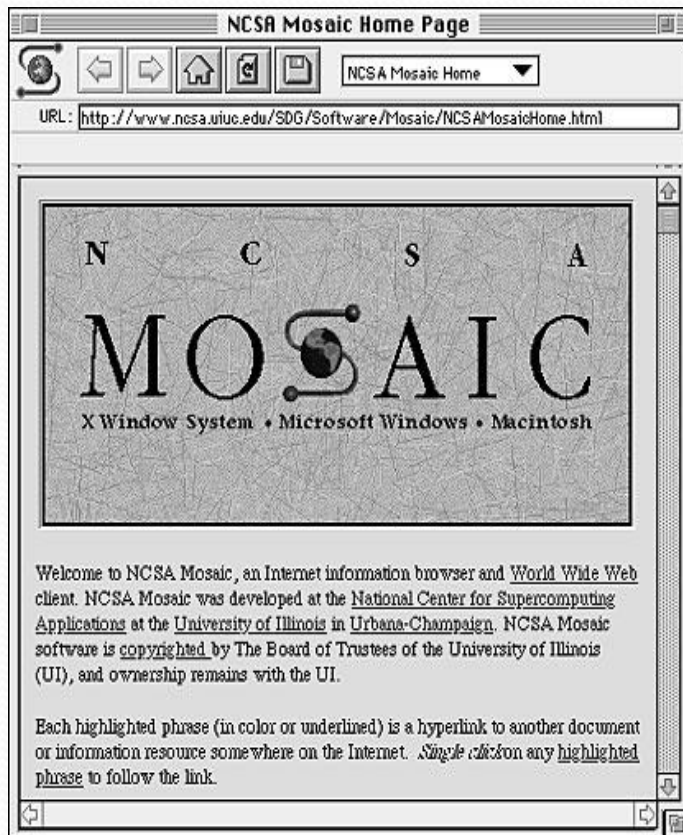 NCSA Mosaic Home Page
NCSA Mosaic Home
URL: http://www.ncsa.uiuc.edu/SDG/Software/Mosaic/NCSAMosaicHome.html
N C S A
MOSAIC
X Window System • Microsoft Windows • Macintosh
Welcome to NCSA Mosaic, an Internet information browser and World Wide Web
client. NCSA Mosaic was developed at the National Center for Supercomputing
Applications at the University of Illinois in Urbana-Champaign. NCSA Mosaic
software is copyrighted by The Board of Trustees of the University of Illinois
(UI), and ownership remains with the UI.
Each highlighted phrase (in color or underlined) is a hyperlink to another document
or information resource somewhere on the Internet. Single click on any highlighted
phrase to follow the link.